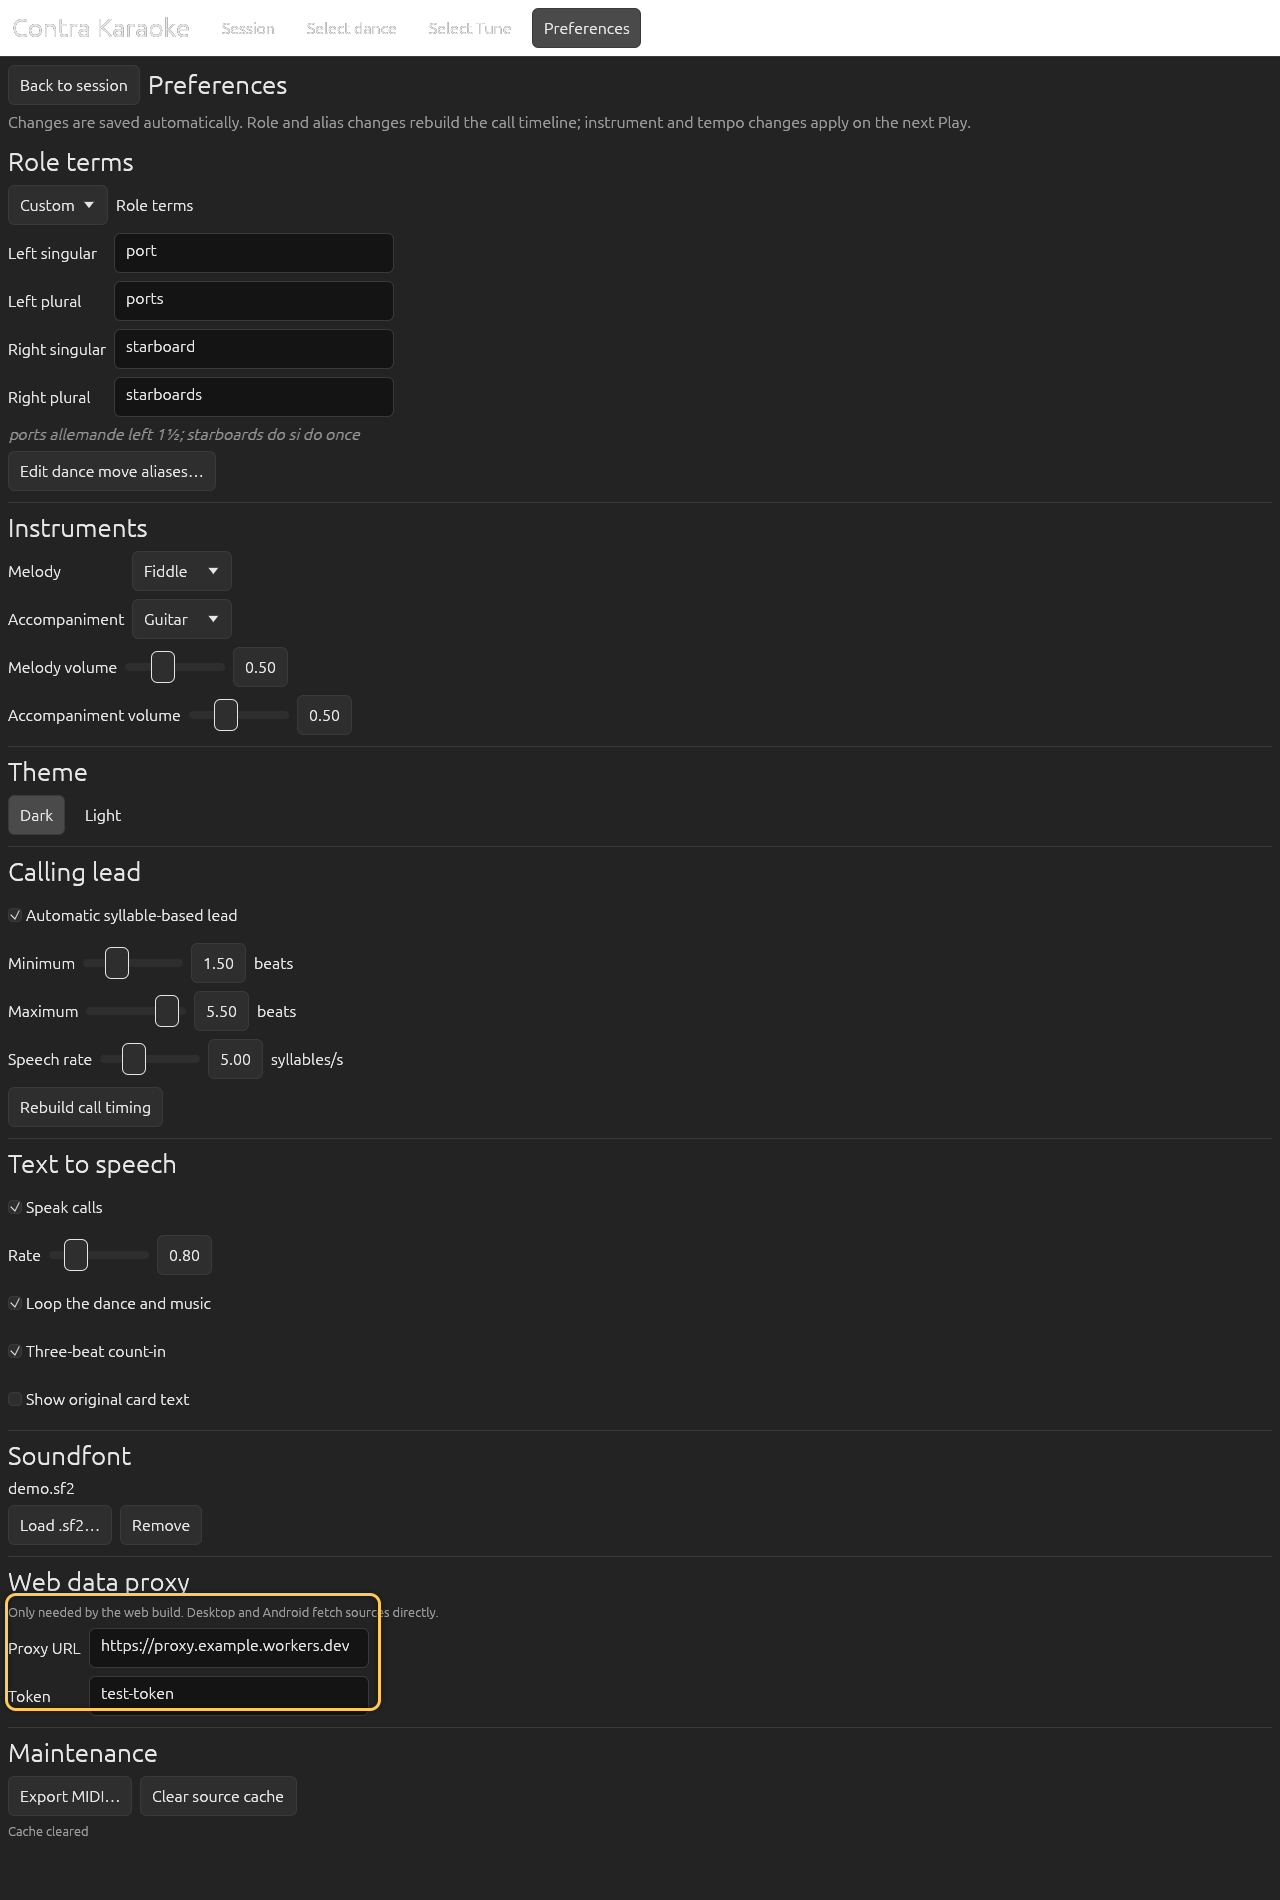 Contra Karaoke Session Select dance Select Tune Preferences
Back to session Preferences
Changes are saved automatically. Role and alias changes rebuild the call timeline; instrument and tempo changes apply on the next Play.
Role terms
Custom Role terms
Left singular port
Left plural ports
Right singular starboard
Right plural starboards
ports allemande left 1½; starboards do si do once
Edit dance move aliases…
Instruments
Melody Fiddle
Accompaniment Guitar
Melody volume 0.50
Accompaniment volume 0.50
Theme
Dark Light
Calling lead
Automatic syllable-based lead
Minimum 1.50 beats
Maximum 5.50 beats
Speech rate 5.00 syllables/s
Rebuild call timing
Text to speech
Speak calls
Rate 0.80
Loop the dance and music
Three-beat count-in
Show original card text
Soundfont
demo.sf2
Load .sf2… Remove
Web data proxy
Only needed by the web build. Desktop and Android fetch sources directly.
Proxy URL https://proxy.example.workers.dev
Token test-token
Maintenance
Export MIDI… Clear source cache
Cache cleared